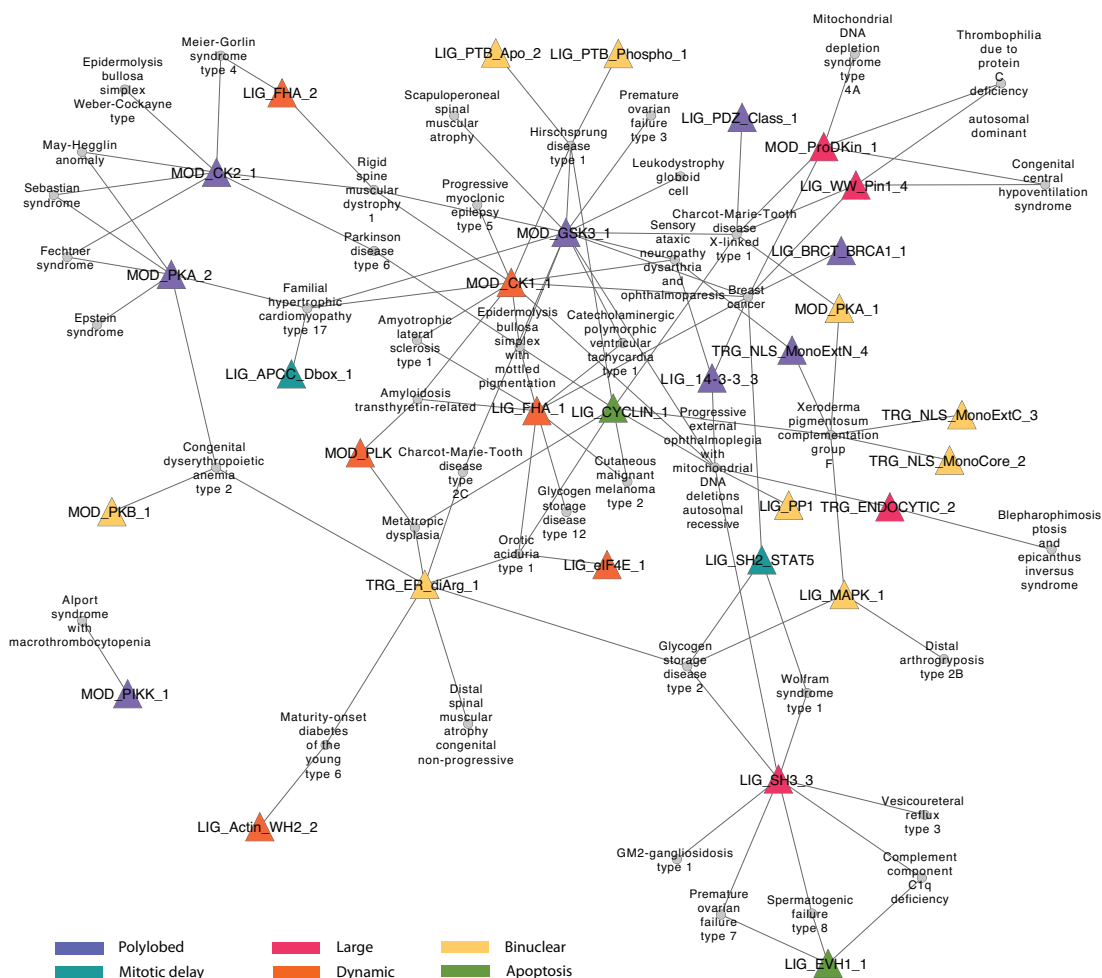 Mitochondrial
DNA
depletion
syndrome
type
4A
Thrombophilia
due to
protein
C
deficiency
autosomal
dominant
Meier-Gorlin
syndrome
type 4
LIG_PTB_Apo_2
LIG_PTB_Phospho_1
Epidermolysis
bullosa
simplex
Weber-Cockayne
type
LIG_FHA_2
Scapuloperoneal
spinal
muscular
atrophy
Premature
ovarian
failure
type 3
LIG_PDZ_Class_1
Hirschsprung
disease
type 1
MOD_ProDKin_1
May-Hegglin
anomaly
MOD_CK2_1
Rigid
spine
muscular
dystrophy
1
Leukodystrophy
globoid
cell
LIG_WW_Pin1_4
Congenital
central
hypoventilation
syndrome
Sebastian
syndrome
Progressive
myoclonic
epilepsy
type 5
Charcot-Marie-Tooth
disease
X-linked
type 1
MOD_GSK3_1
Sensory
ataxic
neuropathy
dysarthria
and
ophthalmoparesis
LIG_BRCT_BRCA1_1
Parkinson
disease
type 6
Fechtner
syndrome
MOD_PKA_2
MOD_CK1_1
Breast
cancer
Familial
hypertrophic
cardiomyopathy
type 17
MOD_PKA_1
Epstein
syndrome
Amyotrophic
lateral
sclerosis
type 1
Epidermolysis
bullosa
simplex
with
mottled
pigmentation
Catecholaminergic
polymorphic
ventricular
tachycardia
type 1
TRG_NLS_MonoExtN_4
LIG_APCC_Dbox_1
LIG_14-3-3_3
Amyloidosis
transthyretin-related
LIG_FHA_1
LIG_CYCLIN_1
Progressive
external
ophthalmoplegia
with
mitochondrial
DNA
deletions
autosomal
recessive
Xeroderma
pigmentosum
complementation
group
F
TRG_NLS_MonoExtC_3
TRG_NLS_MonoCore_2
Congenital
dyserythropoietic
anemia
type 2
MOD_PLK
Charcot-Marie-Tooth
disease
type
2C
Cutaneous
malignant
melanoma
type 2
MOD_PKB_1
Glycogen
storage
disease
type 12
LIG_PP1
TRG_ENDOCYTIC_2
Metatropic
dysplasia
Blepharophimosis
ptosis
and
epicanthus
inversus
syndrome
Orotic
aciduria
type 1
LIG_eIF4E_1
LIG_SH2_STAT5
TRG_ER_diArg_1
LIG_MAPK_1
Alport
syndrome
with
macrothrombocytopenia
Glycogen
storage
disease
type 2
Distal
arthrogryposis
type 2B
MOD_PIKK_1
Wolfram
syndrome
type 1
Distal
spinal
muscular
atrophy
congenital
non-progressive
Maturity-onset
diabetes
of the
young
type 6
LIG_SH3_3
Vesicoureteral
reflux
type 3
LIG_Actin_WH2_2
GM2-gangliosidosis
type 1
Complement
component
C1q
deficiency
Premature
ovarian
failure
type 7
Spermatogenic
failure
type 8
LIG_EVH1_1
Polylobed
Large
Binuclear
Mitotic delay
Dynamic
Apoptosis